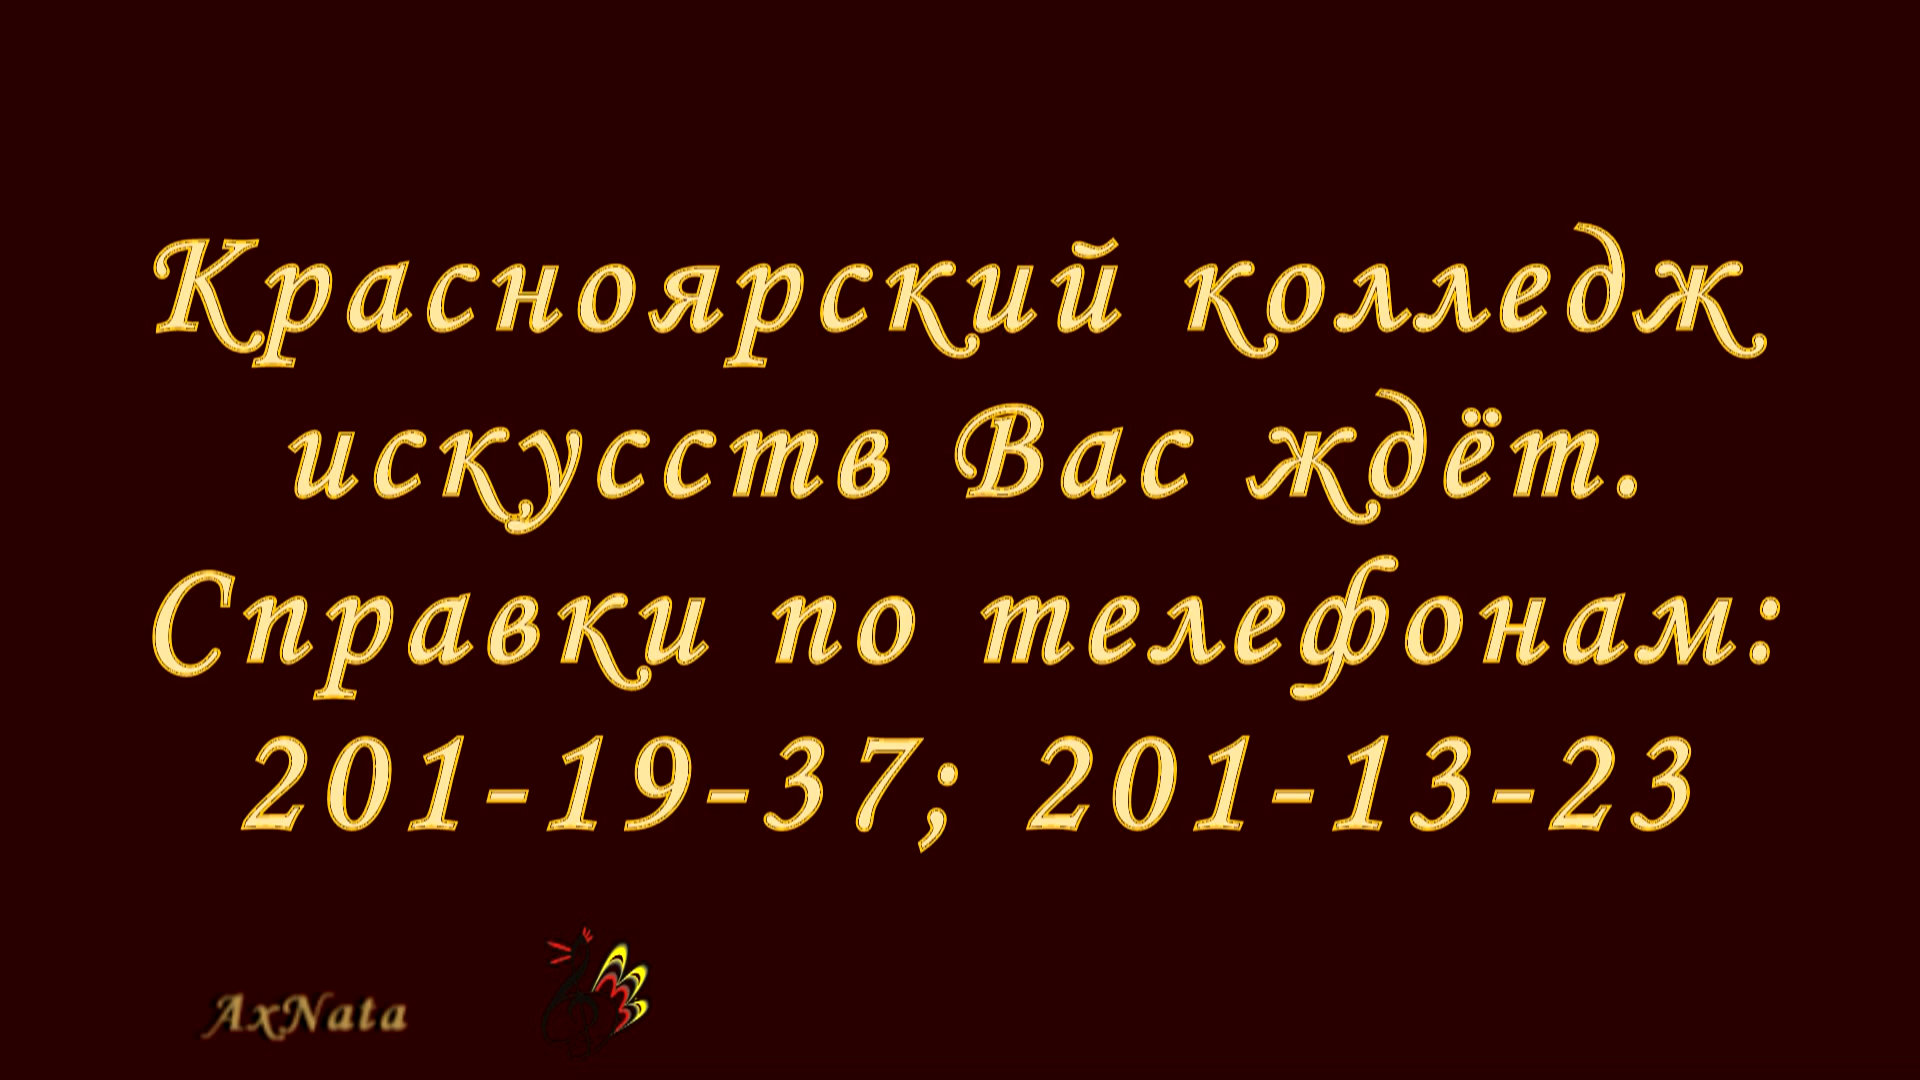 Красноярский колледж
искусств Вас ждёт.
Справки по телефонам:
201-19-37; 201-13-23
AxNata